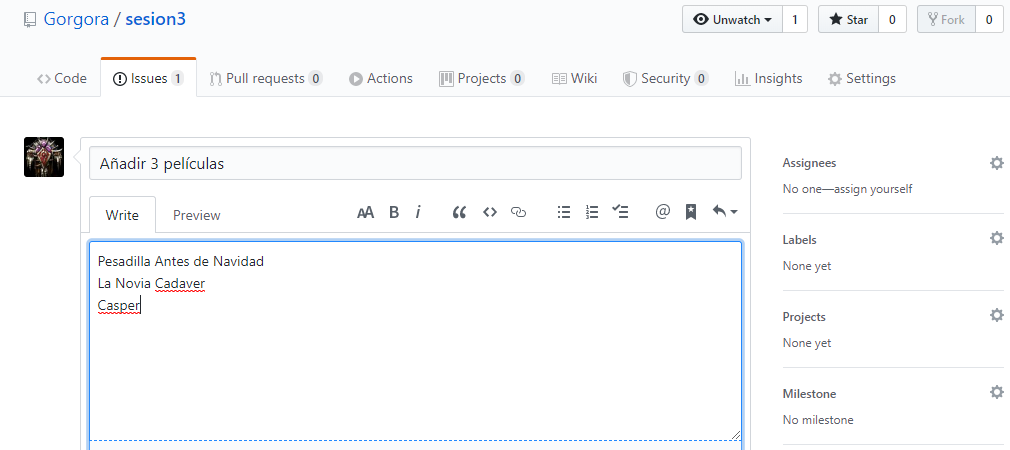 Gorgora / sesion3
Unwatch 1 Star 0 Fork 0
Code Issues 1 Pull requests 0 Actions Projects 0 Wiki Security 0 Insights Settings
Añadir 3 películas
Write Preview
AA B i
Pesadilla Antes de Navidad
La Novia Cadaver
Casper
Assignees
No one—assign yourself
Labels
None yet
Projects
None yet
Milestone
No milestone